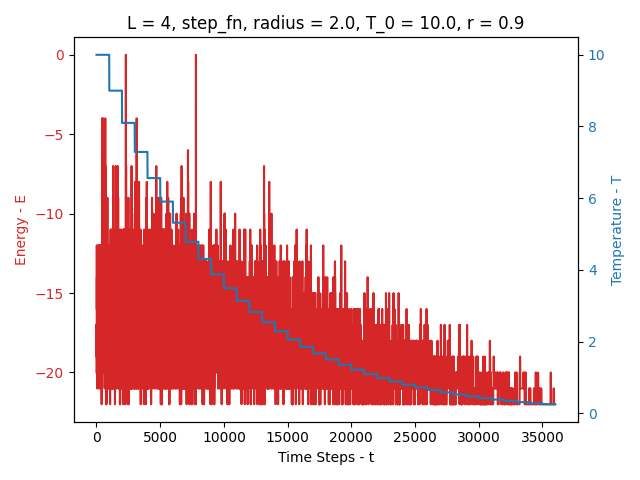 L = 4, step_fn, radius = 2.0, T_0 = 10.0, r = 0.9
0
−5
−10
−15
−20
Energy - E
10
8
6
4
2
0
Temperature - T
0 5000 10000 15000 20000 25000 30000 35000
Time Steps - t